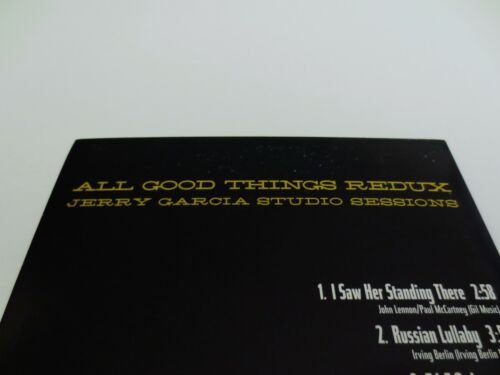 ALL GOOD THINGS REDUX
JERRY GARCIA STUDIO SESSIONS
1. I Saw Her Standing There 2:58
John Lennon/Paul McCartney (Gil Music)
2. Russian Lullaby
Irving Berlin (Irving Berlin